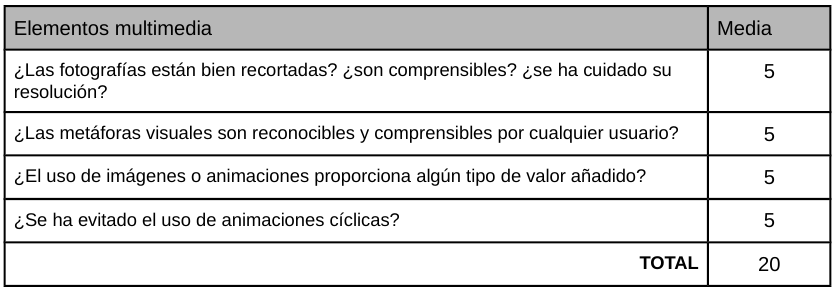 Elementos multimedia Media
¿Las fotografías están bien recortadas? ¿son comprensibles? ¿se ha cuidado su 5
resolución?
¿Las metáforas visuales son reconocibles y comprensibles por cualquier usuario? 5
¿El uso de imágenes o animaciones proporciona algún tipo de valor añadido? 5
¿Se ha evitado el uso de animaciones cíclicas? 5
TOTAL 20